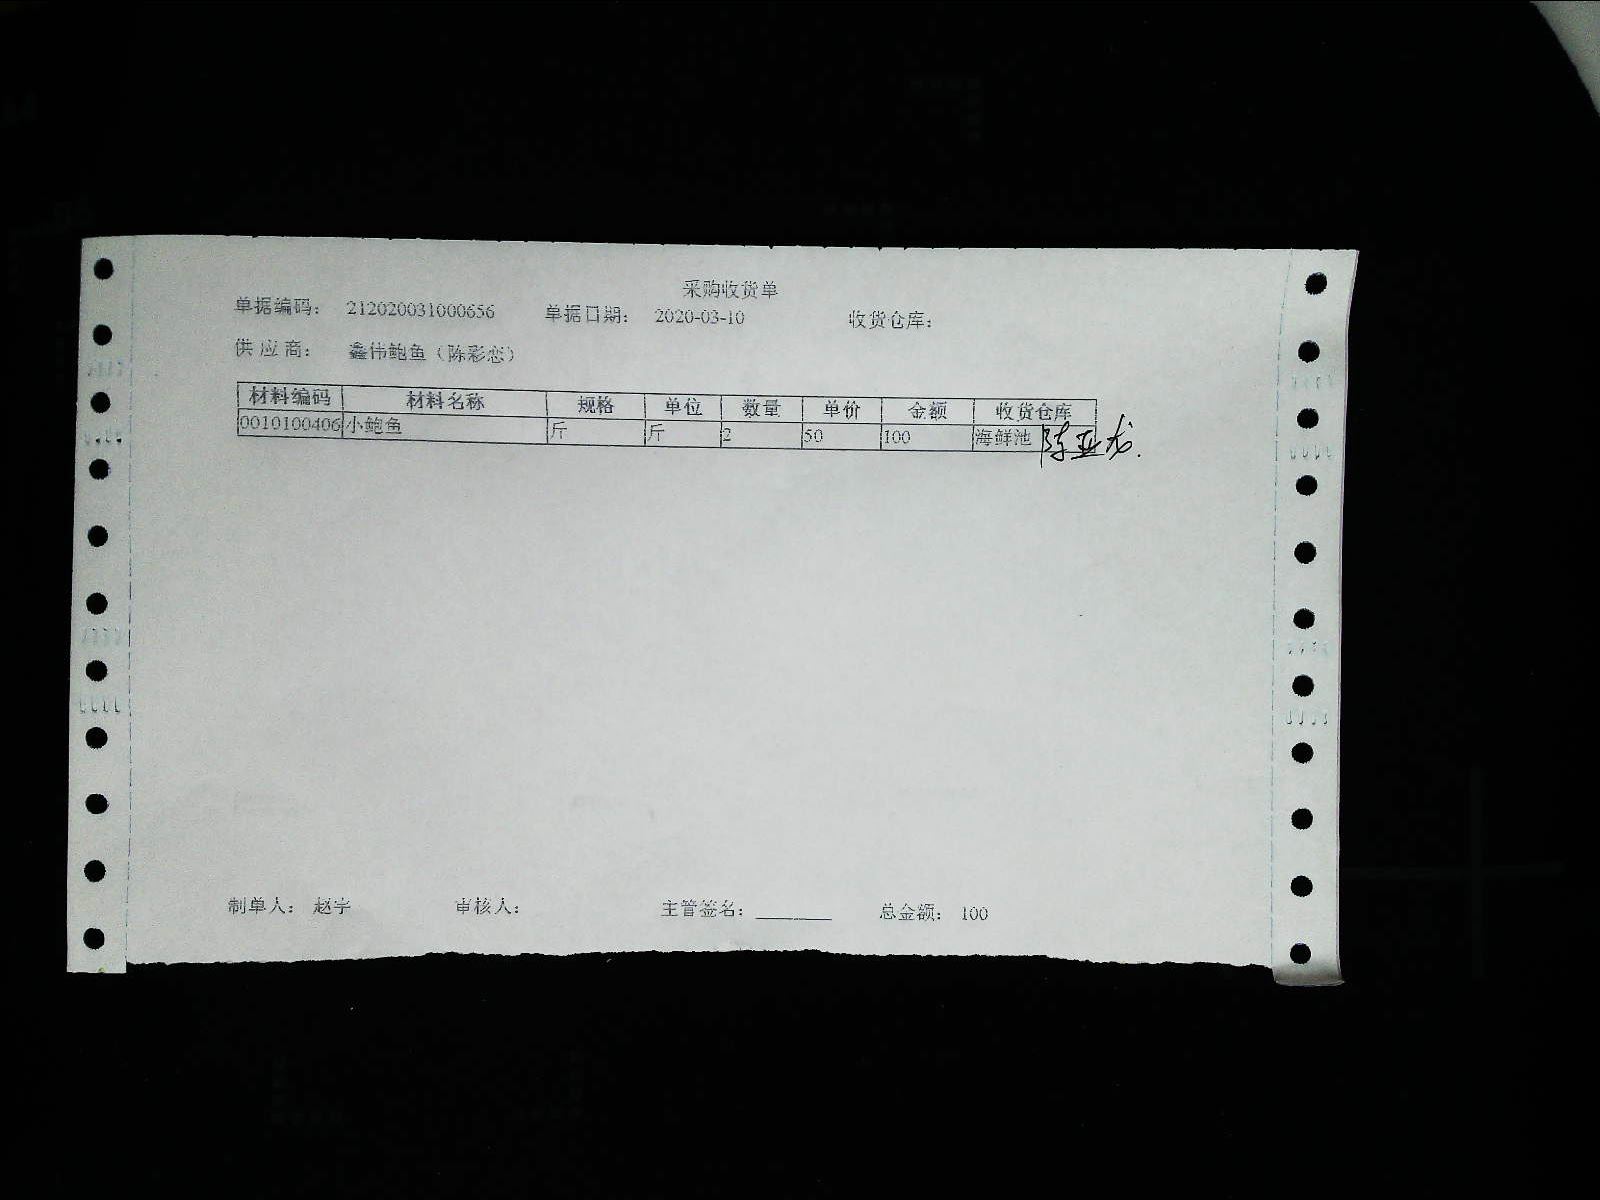 采购收货单
单据编码： 212020031000656 单据日期： 2020-03-10 收货仓库：
供应商： 鑫伟鲍鱼（陈彩恋）
材料编码 材料名称 规格 单位 数量 单价 金额 收货仓库
0010100406 小鲍鱼 斤 斤 2 50 100 海鲜池 陈亚龙.
制单人： 赵宇 审核人： 主管签名： 总金额： 100